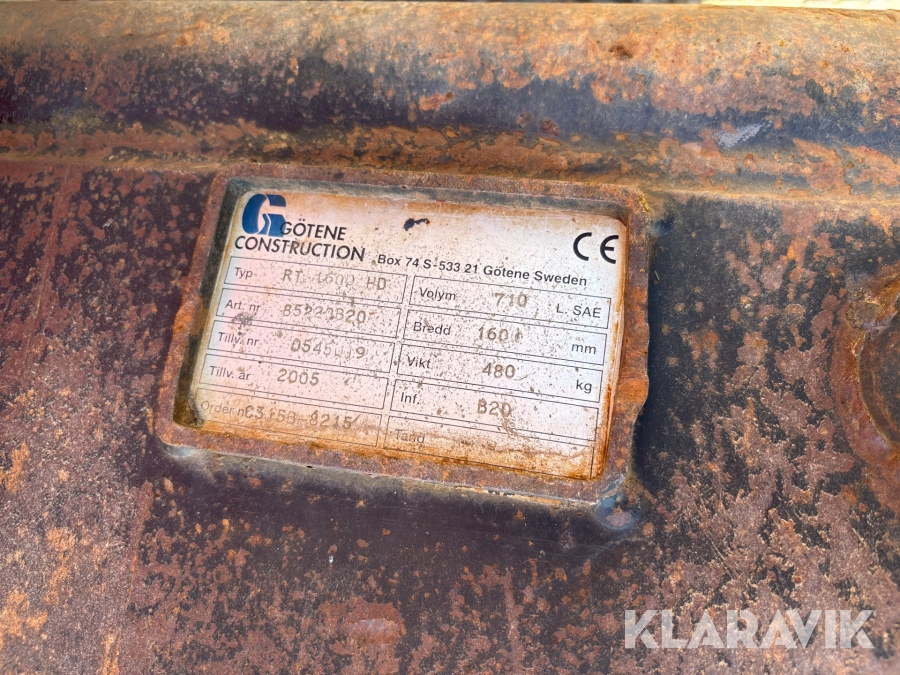 GÖTENE
CONSTRUCTION
Box 74 S-533 21 Götene Sweden
CE
Typ RT 1600 HD
Art. nr
Tillv. nr
Tillv. år 2005
Order nr
Volym 710 L. SAE
Bredd mm
Vikt 480 kg
Inf. B20
Tand
KLARAVIK